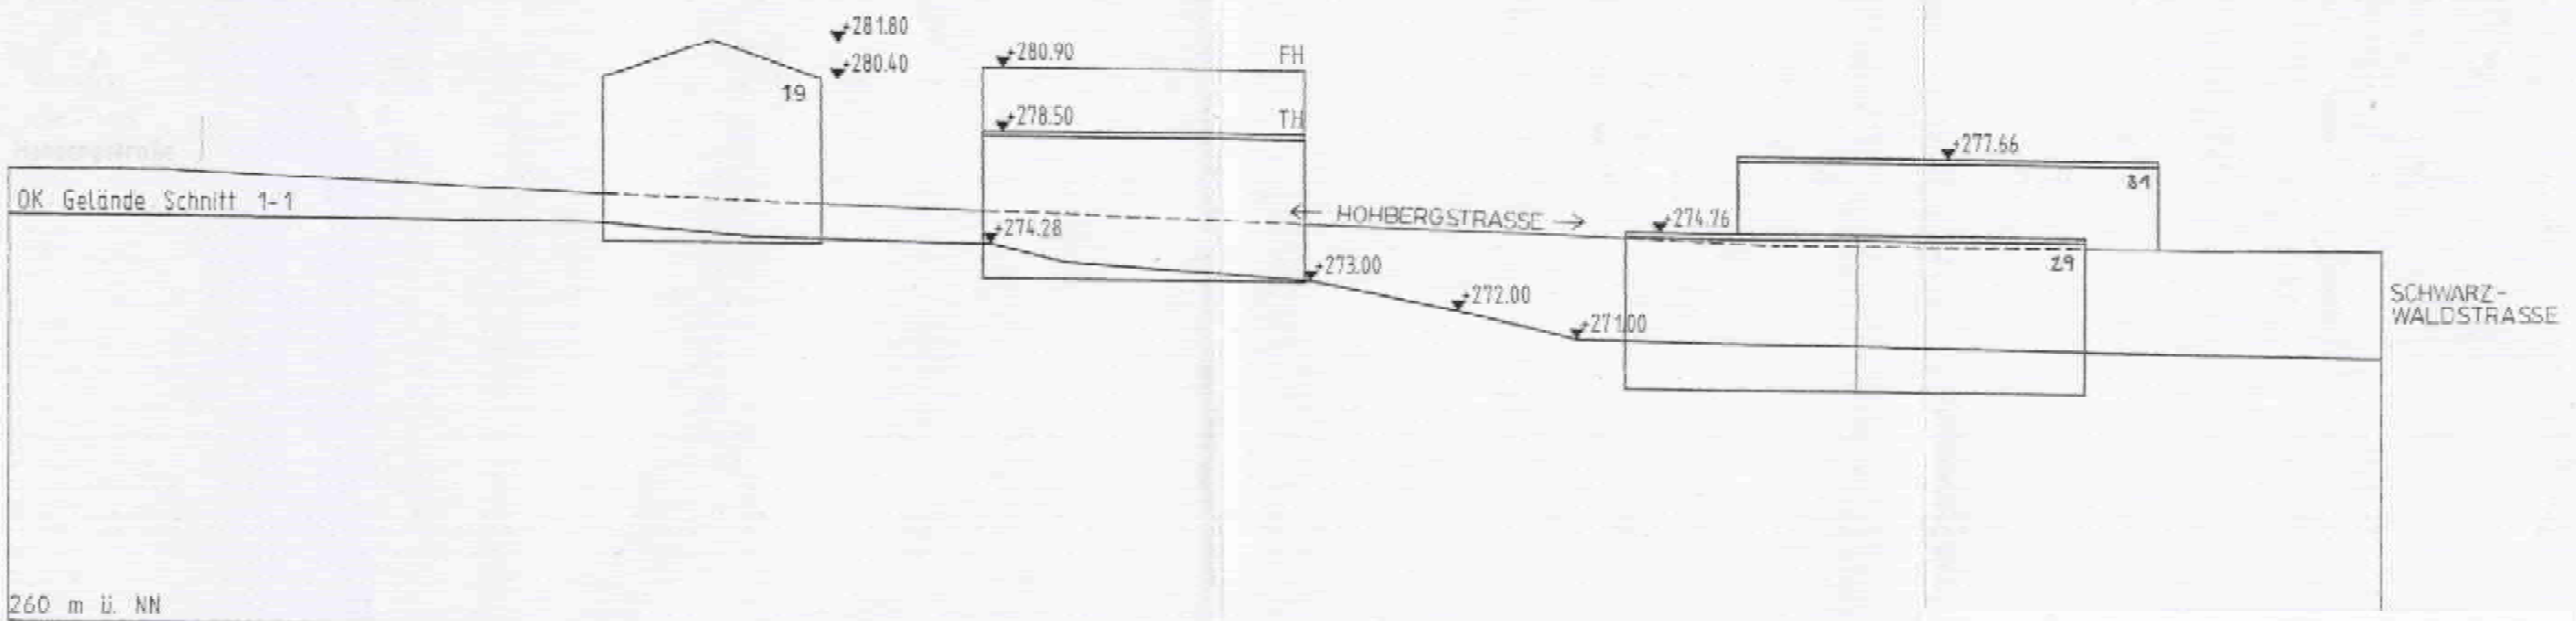 +281.80
+280.40
19
+280.90
FH
+278.50
TH
+277.66
31
OK Gelände Schnitt 1-1
+274.28
← HOHBERGSTRASSE →
+274.76
29
+273.00
+272.00
+271.00
SCHWARZ-
WALDSTRASSE
260 m ü. NN